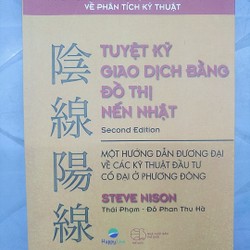 VỀ PHÂN TÍCH KỸ THUẬT
陰線陽線
TUYỆT KỸ
GIAO DỊCH BẰNG
ĐỒ THỊ
NẾN NHẬT
Second Edition
MỘT HƯỚNG DẪN ĐƯƠNG ĐẠI
VỀ CÁC KỸ THUẬT ĐẦU TƯ
CỔ ĐẠI Ở PHƯƠNG ĐÔNG
STEVE NISON
Thái Phạm - Đỗ Phan Thu Hà